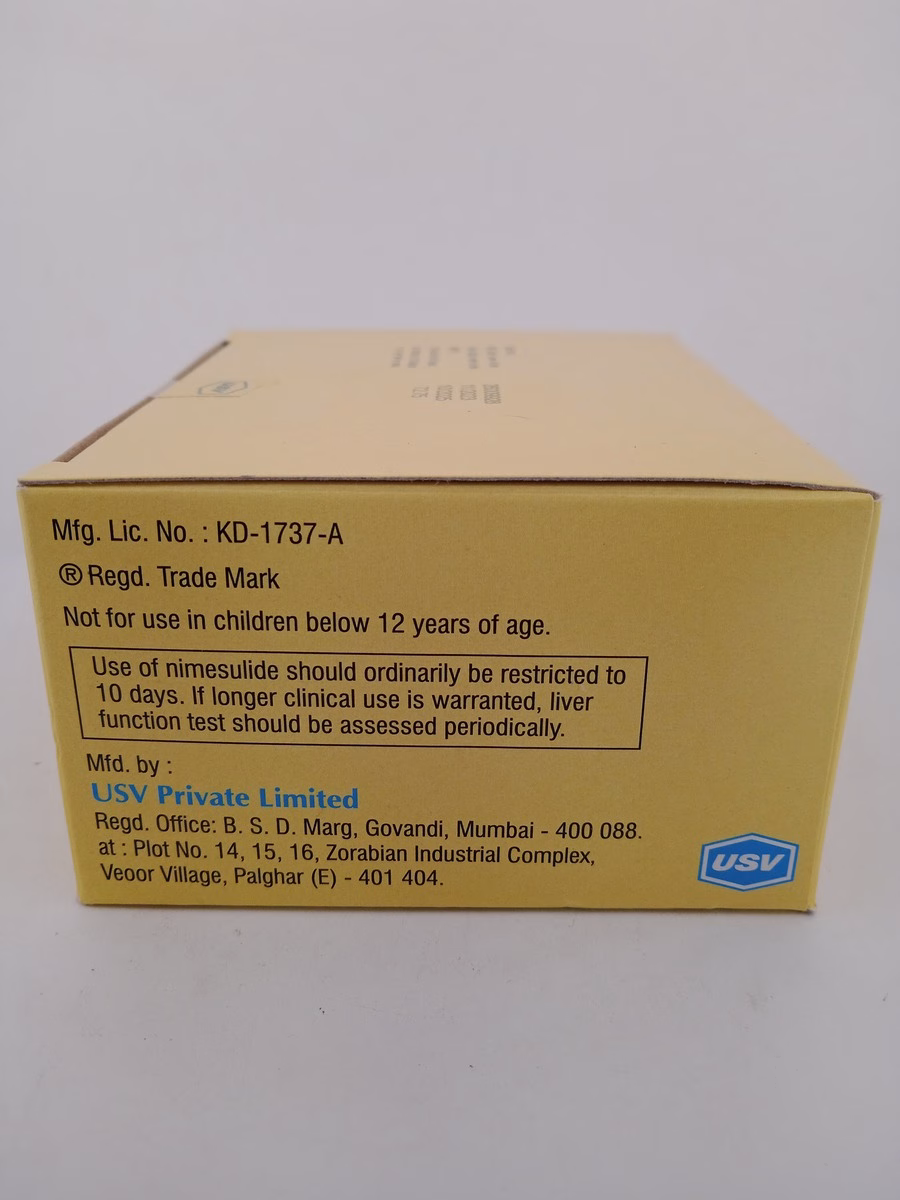 Mfg. Lic. No. : KD-1737-A
® Regd. Trade Mark
Not for use in children below 12 years of age.
Use of nimesulide should ordinarily be restricted to
10 days. If longer clinical use is warranted, liver
function test should be assessed periodically.
Mfd. by :
USV Private Limited
Regd. Office: B. S. D. Marg, Govandi, Mumbai - 400 088.
at : Plot No. 14, 15, 16, Zorabian Industrial Complex,
Veoor Village, Palghar (E) - 401 404.
USV